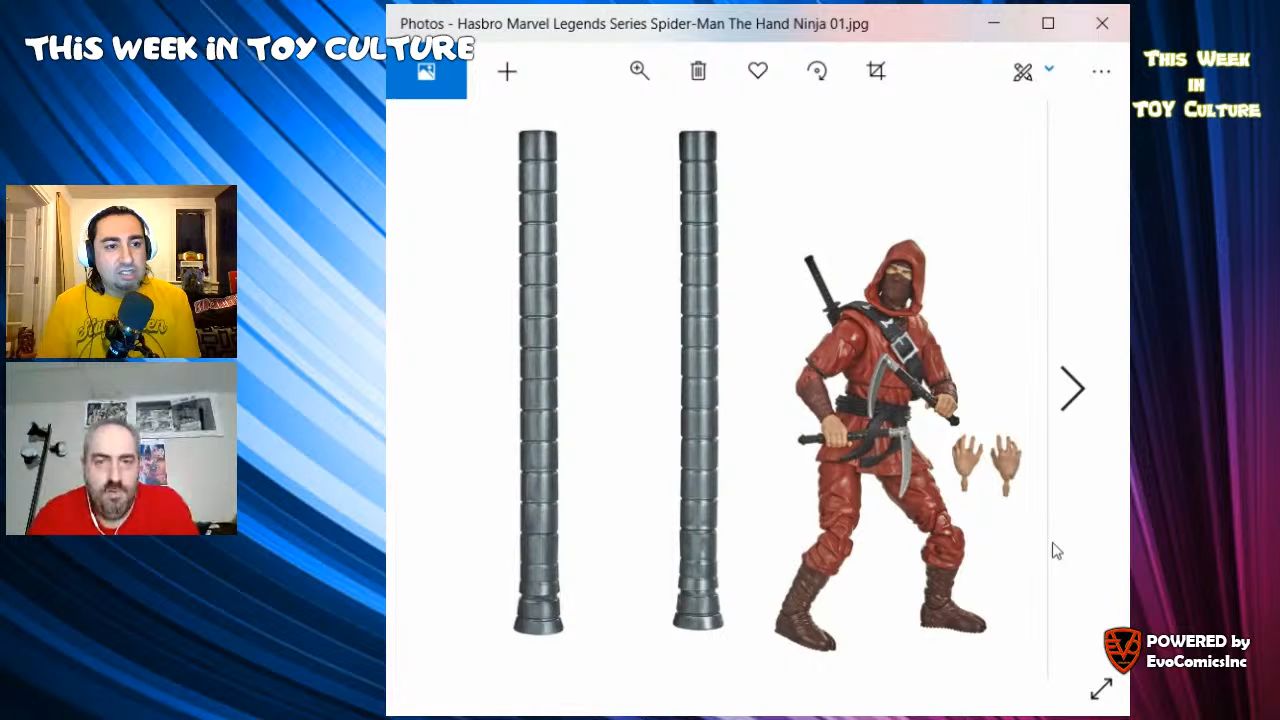 THiS WEEK iN TOY CULTURE
Photos - Hasbro Marvel Legends Series Spider-Man The Hand Ninja 01.jpg
This Week
in
TOY Culture
POWERED by
EvoComicsInc